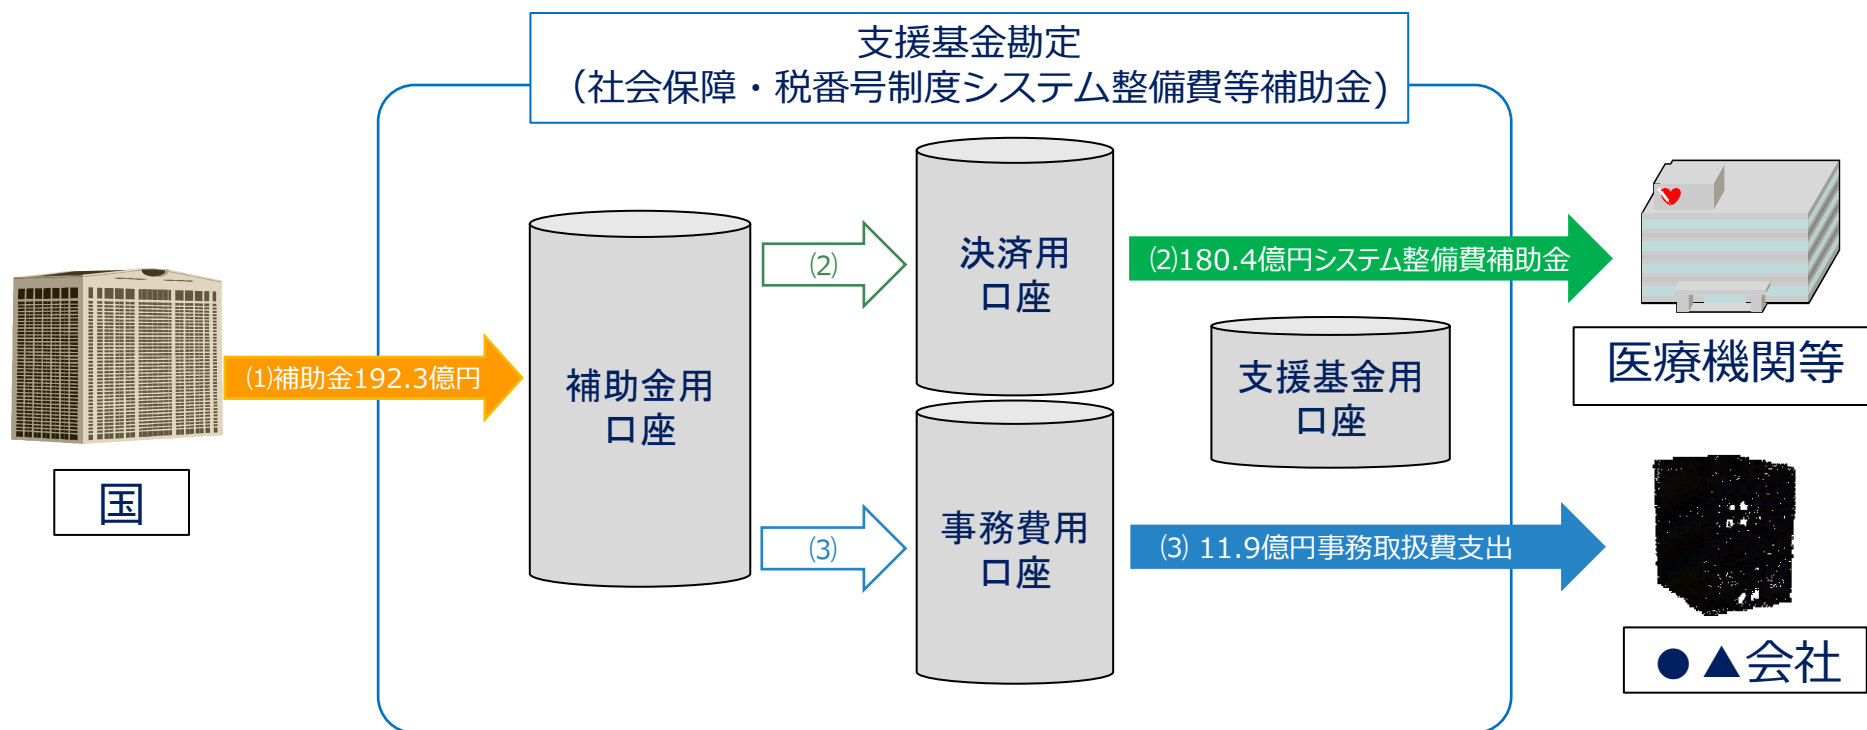 支援基金勘定
（社会保障・税番号制度システム整備費等補助金)
国
⑴補助金192.3億円
補助金用
口座
⑵
決済用
口座
⑵180.4億円システム整備費補助金
医療機関等
支援基金用
口座
⑶
事務費用
口座
⑶ 11.9億円事務取扱費支出
●▲会社